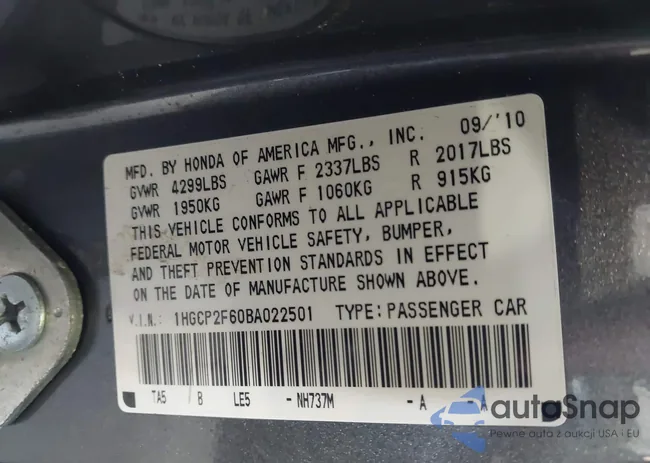 MFD. BY HONDA OF AMERICA MFG., INC. 09/'10
GVWR 4299LBS GAWR F 2337LBS R 2017LBS
GVWR 1950KG GAWR F 1060KG R 915KG
THIS VEHICLE CONFORMS TO ALL APPLICABLE
FEDERAL MOTOR VEHICLE SAFETY, BUMPER,
AND THEFT PREVENTION STANDARDS IN EFFECT
ON THE DATE OF MANUFACTURE SHOWN ABOVE.
V.I.N.: 1HGCP2F60BA022501 TYPE: PASSENGER CAR
TA5 B LE5 -NH737M -A -A
autoSnap
Pewne auta z aukcji USA i EU